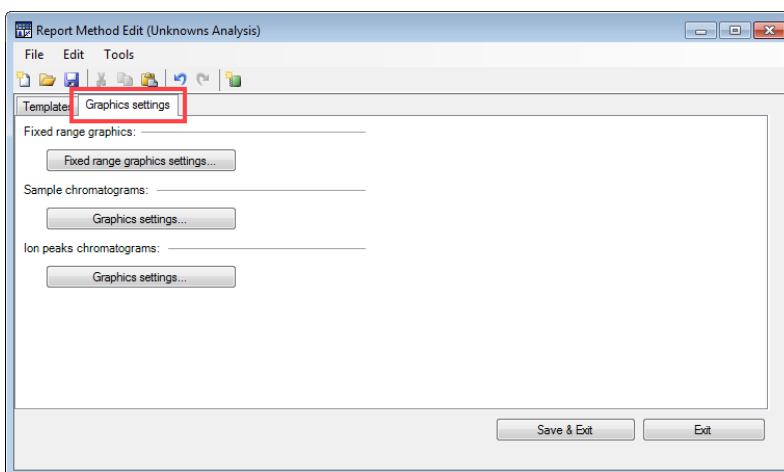 Report Method Edit (Unknowns Analysis)
File Edit Tools
Templates Graphics settings
Fixed range graphics:
Fixed range graphics settings...
Sample chromatograms:
Graphics settings...
Ion peaks chromatograms:
Graphics settings...
Save & Exit Exit